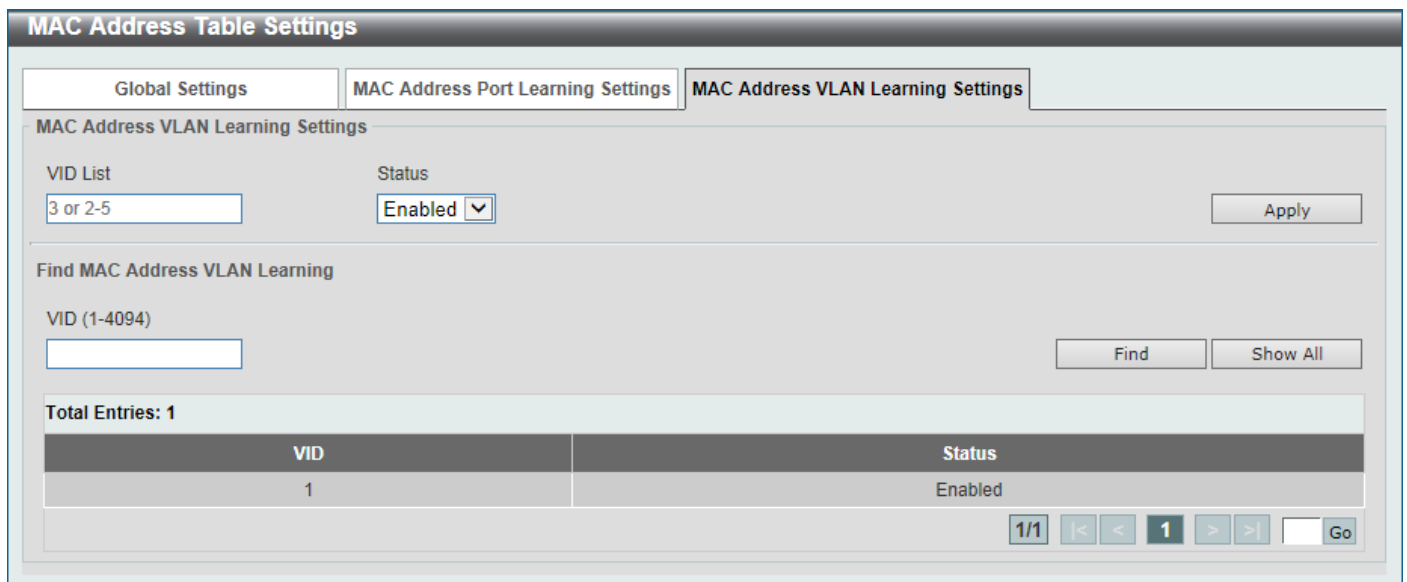 MAC Address Table Settings
Global Settings MAC Address Port Learning Settings MAC Address VLAN Learning Settings
MAC Address VLAN Learning Settings
VID List Status
3 or 2-5 Enabled Apply
Find MAC Address VLAN Learning
VID (1-4094)
Find Show All
Total Entries: 1
VID Status
1 Enabled
1/1 |< < 1 > >| Go